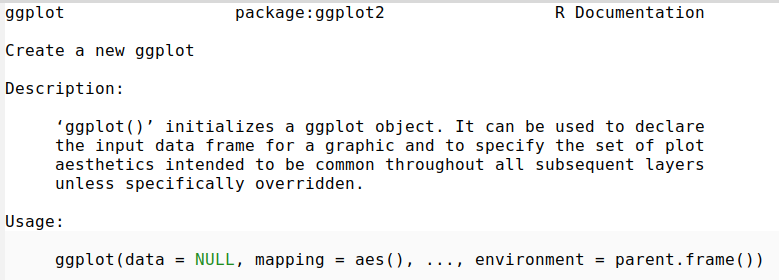 ggplot package:ggplot2 R Documentation
Create a new ggplot
Description:
‘ggplot()’ initializes a ggplot object. It can be used to declare
the input data frame for a graphic and to specify the set of plot
aesthetics intended to be common throughout all subsequent layers
unless specifically overridden.
Usage:
ggplot(data = NULL, mapping = aes(), ..., environment = parent.frame())